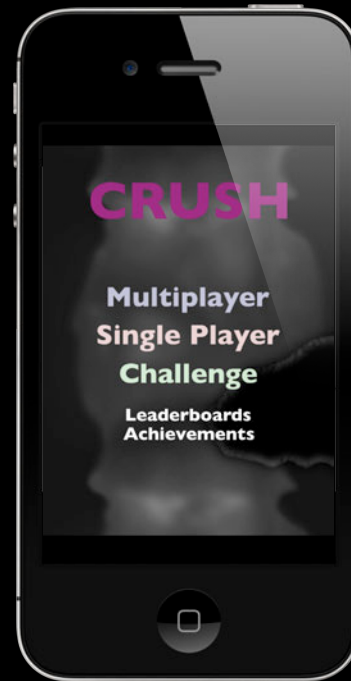 CRUSH
Multiplayer
Single Player
Challenge
Leaderboards
Achievements